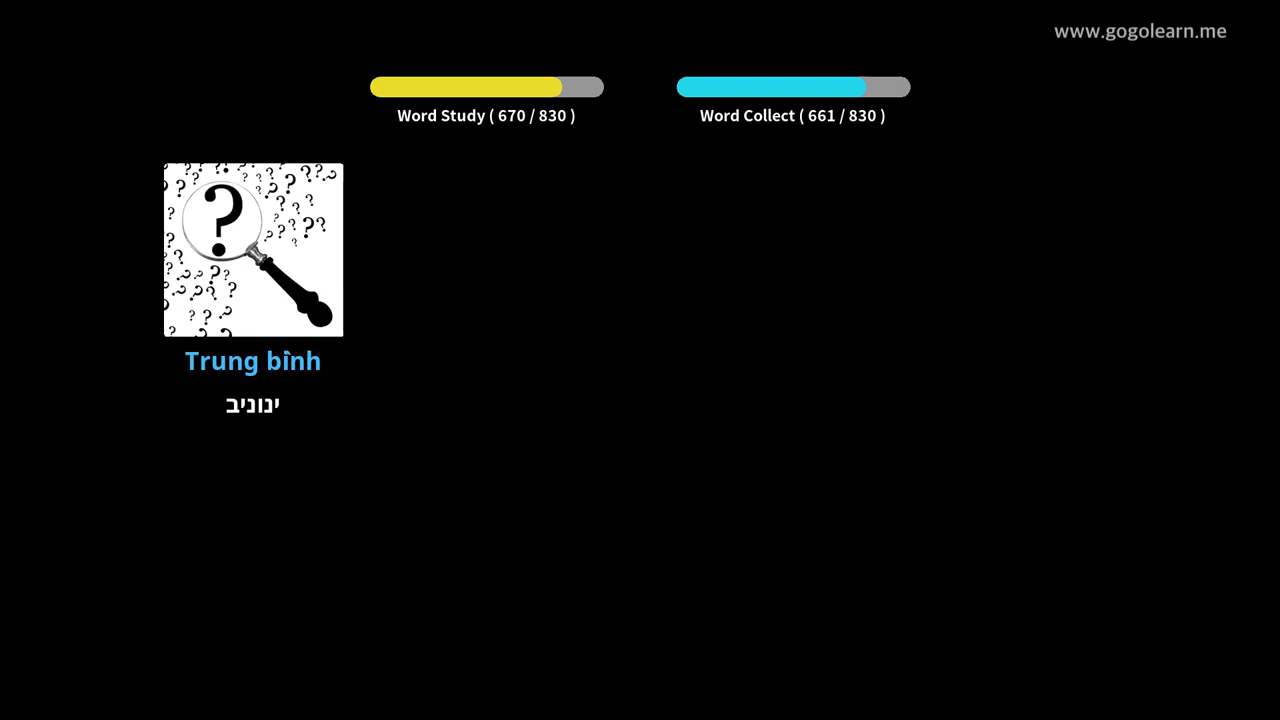 www.gogolearn.me
Word Study ( 670 / 830 )
Word Collect ( 661 / 830 )
Trung bình
ינוניב